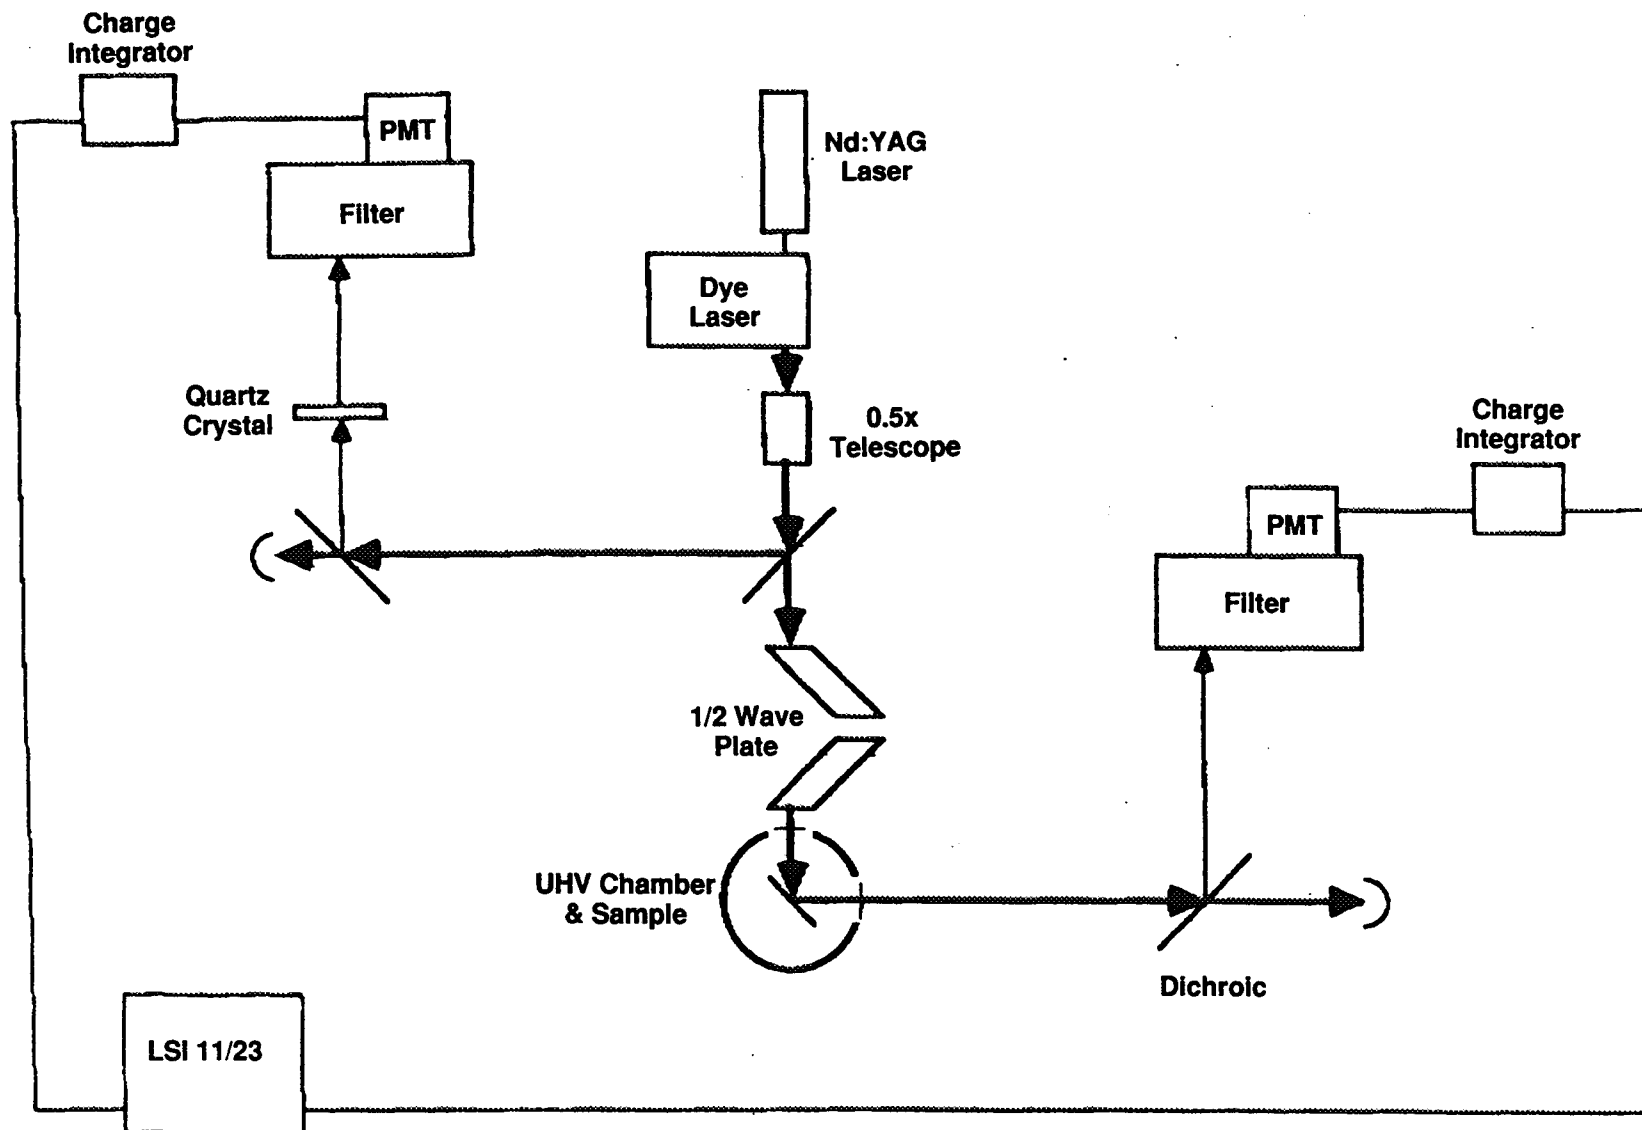 Charge
Integrator
PMT
Filter
Nd:YAG
Laser
Dye
Laser
Quartz
Crystal
0.5x
Telescope
Charge
Integrator
PMT
Filter
1/2 Wave
Plate
UHV Chamber
& Sample
Dichroic
LSI 11/23